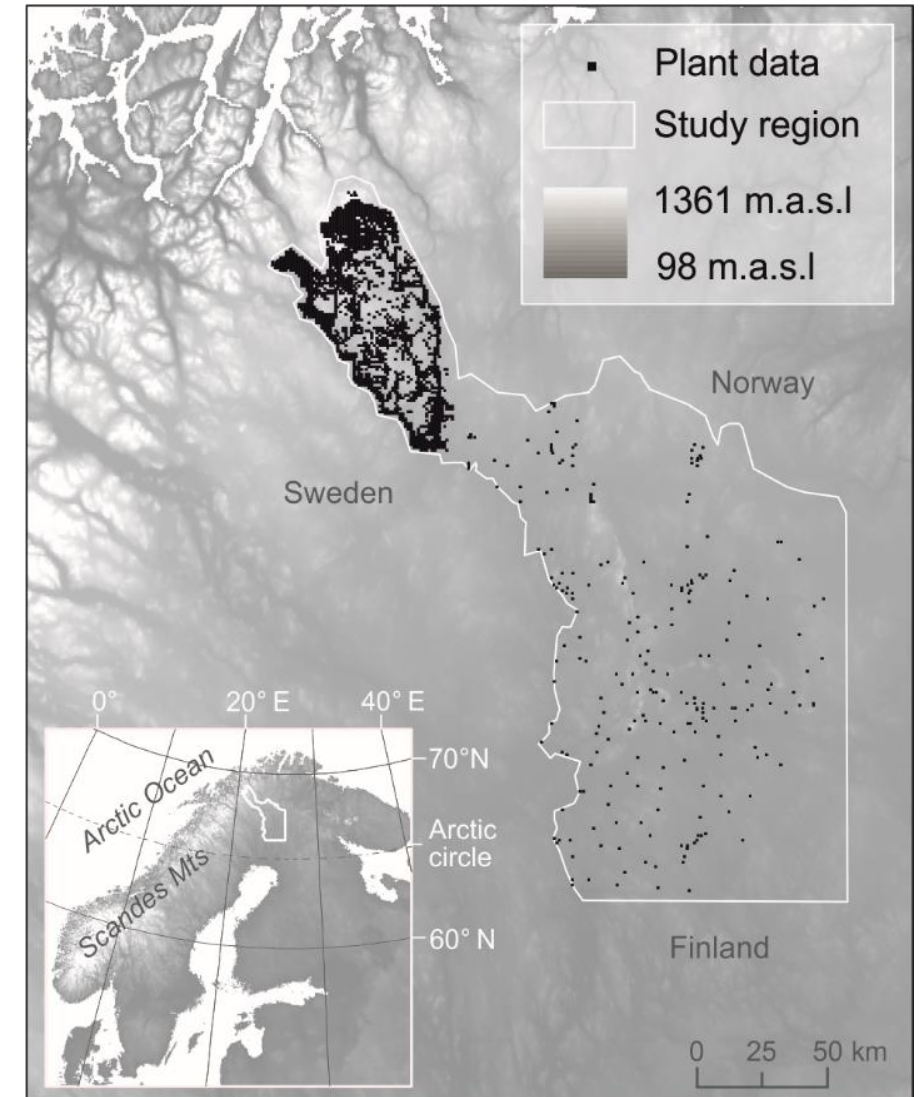 Plant data
Study region
1361 m.a.s.l
98 m.a.s.l
Norway
Sweden
0°
20° E
40° E
70°N
Arctic Ocean
Arctic
circle
Scandes Mts
60° N
Finland
0 25 50 km